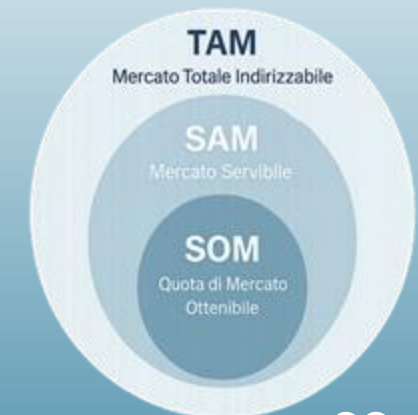 TAM
Mercato Totale Indirizzabile
SAM
Mercato Servibile
SOM
Quota di Mercato
Ottenibile